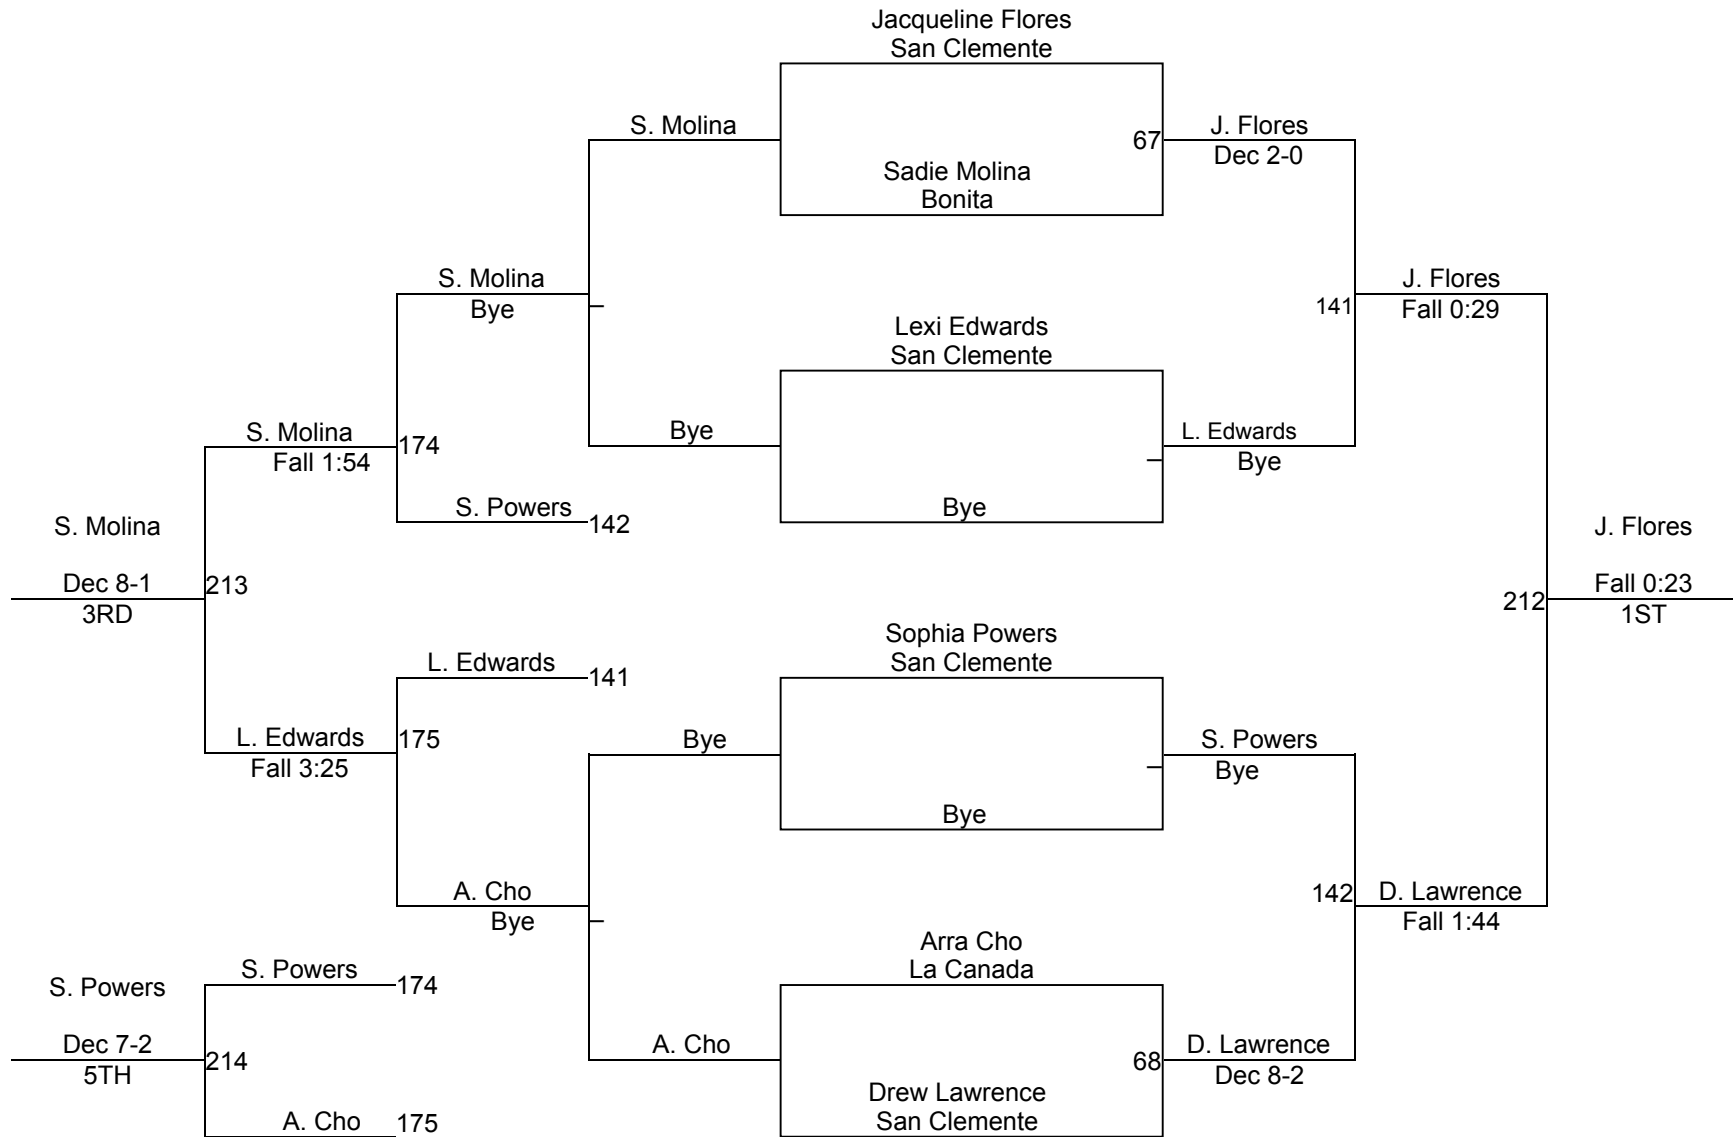 Jacqueline Flores
San Clemente
S. Molina
67
J. Flores
Dec 2-0
Sadie Molina
Bonita
S. Molina
Bye
J. Flores
141
Fall 0:29
Lexi Edwards
San Clemente
S. Molina
174
Fall 1:54
Bye
L. Edwards
Bye
S. Powers
142
Bye
S. Molina
Dec 8-1
213
3RD
J. Flores
Fall 0:23
212
1ST
Sophia Powers
San Clemente
L. Edwards
141
L. Edwards
175
Fall 3:25
Bye
S. Powers
Bye
Bye
A. Cho
Bye
142
D. Lawrence
Fall 1:44
Arra Cho
La Canada
S. Powers
174
S. Powers
Dec 7-2
214
5TH
A. Cho
68
D. Lawrence
Dec 8-2
Drew Lawrence
San Clemente
A. Cho
175